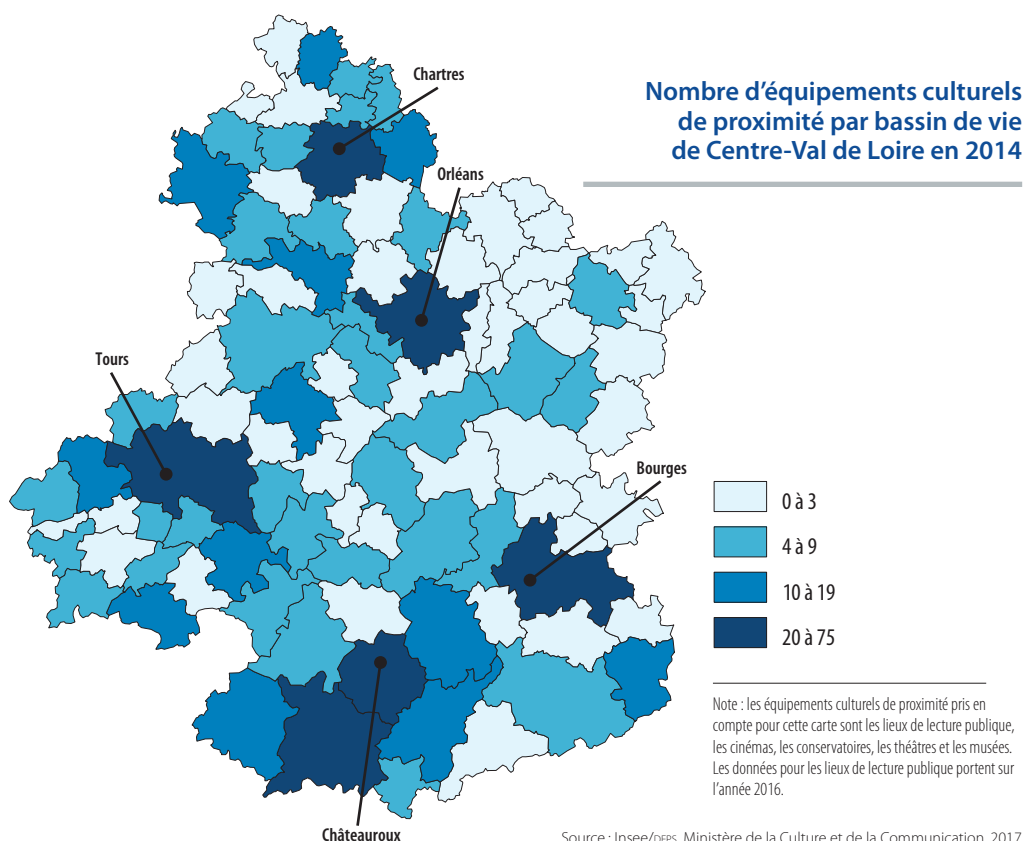 Nombre d'équipements culturels
de proximité par bassin de vie
de Centre-Val de Loire en 2014
Chartres
Orléans
Tours
Bourges
Châteauroux
0 à 3
4 à 9
10 à 19
20 à 75
Note : les équipements culturels de proximité pris en
compte pour cette carte sont les lieux de lecture publique,
les cinémas, les conservatoires, les théâtres et les musées.
Les données pour les lieux de lecture publique portent sur
l'année 2016.
Source : Insee/DEPS, Ministère de la Culture et de la Communication, 2017